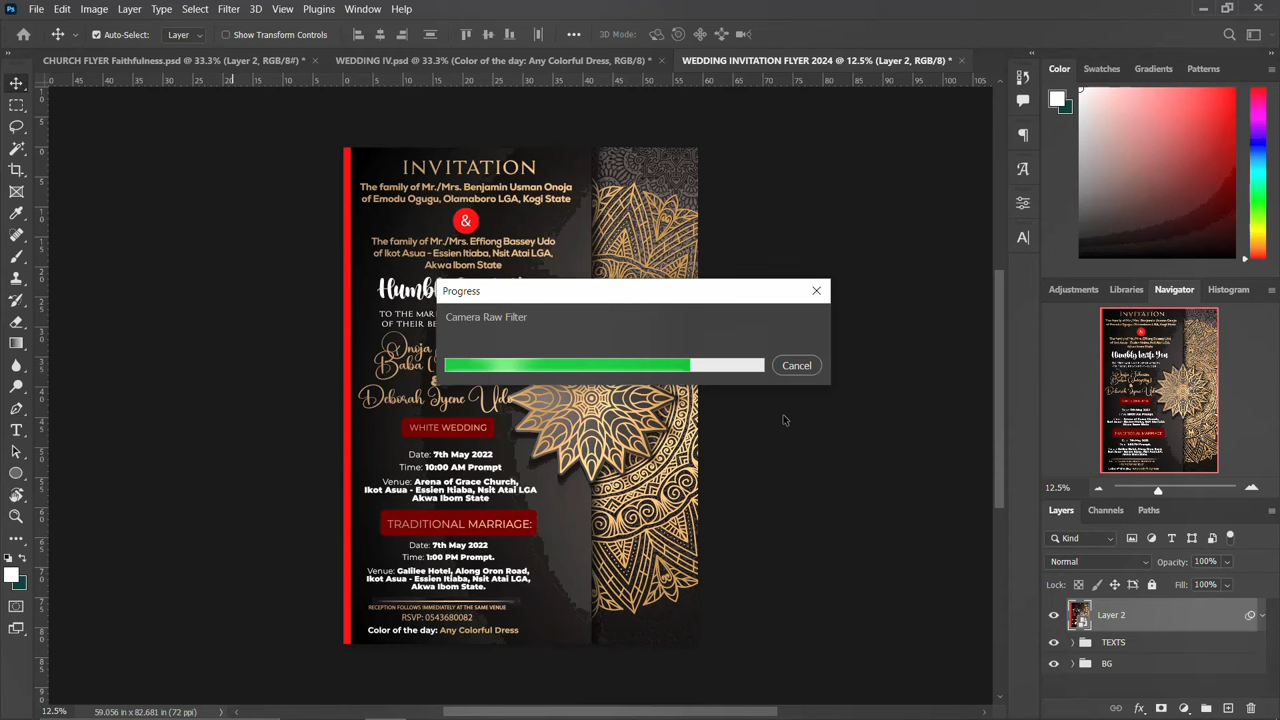 Ps File Edit Image Layer Type Select Filter 3D View Plugins Window Help
Auto-Select: Layer Show Transform Controls 3D Mode:
CHURCH FLYER Faithfulness.psd @ 33.3% (Layer 2, RGB/8#) * WEDDING IV.psd @ 33.3% (Color of the day: Any Colorful Dress, RGB/8) * WEDDING INVITATION FLYER 2024 @ 12.5% (Layer 2, RGB/8) *
Color Swatches Gradients Patterns
INVITATION
The family of Mr./Mrs. Benjamin Usman Onoja
of Emodu Ogugu, Olamaboro LGA, Kogi State
&
The family of Mr./Mrs. Effiong Bassey Udo
of Ikot Asua - Essien Itiaba, Nsit Atai LGA,
Akwa Ibom State
TO THE MAR
OF THEIR BE
Onoja
Baba
&
Deborah Iyene Udo
WHITE WEDDING
Date: 7th May 2022
Time: 10:00 AM Prompt
Venue: Arena of Grace Church,
Ikot Asua - Essien Itiaba, Nsit Atai LGA
Akwa Ibom State
TRADITIONAL MARRIAGE:
Date: 7th May 2022
Time: 1:00 PM Prompt.
Venue: Galilee Hotel, Along Oron Road,
Ikot Asua - Essien Itiaba, Nsit Atai LGA,
Akwa Ibom State.
RECEPTION FOLLOWS IMMEDIATELY AT THE SAME VENUE
RSVP: 0543680082
Color of the day: Any Colorful Dress
Progress
Camera Raw Filter
Cancel
Adjustments Libraries Navigator Histogram
INVITATION
Humbly Invite You
12.5%
Layers Channels Paths
Kind
Normal Opacity: 100%
Lock: Fill: 100%
Layer 2
TEXTS
BG
12.5% 59.056 in x 82.681 in (72 ppi)